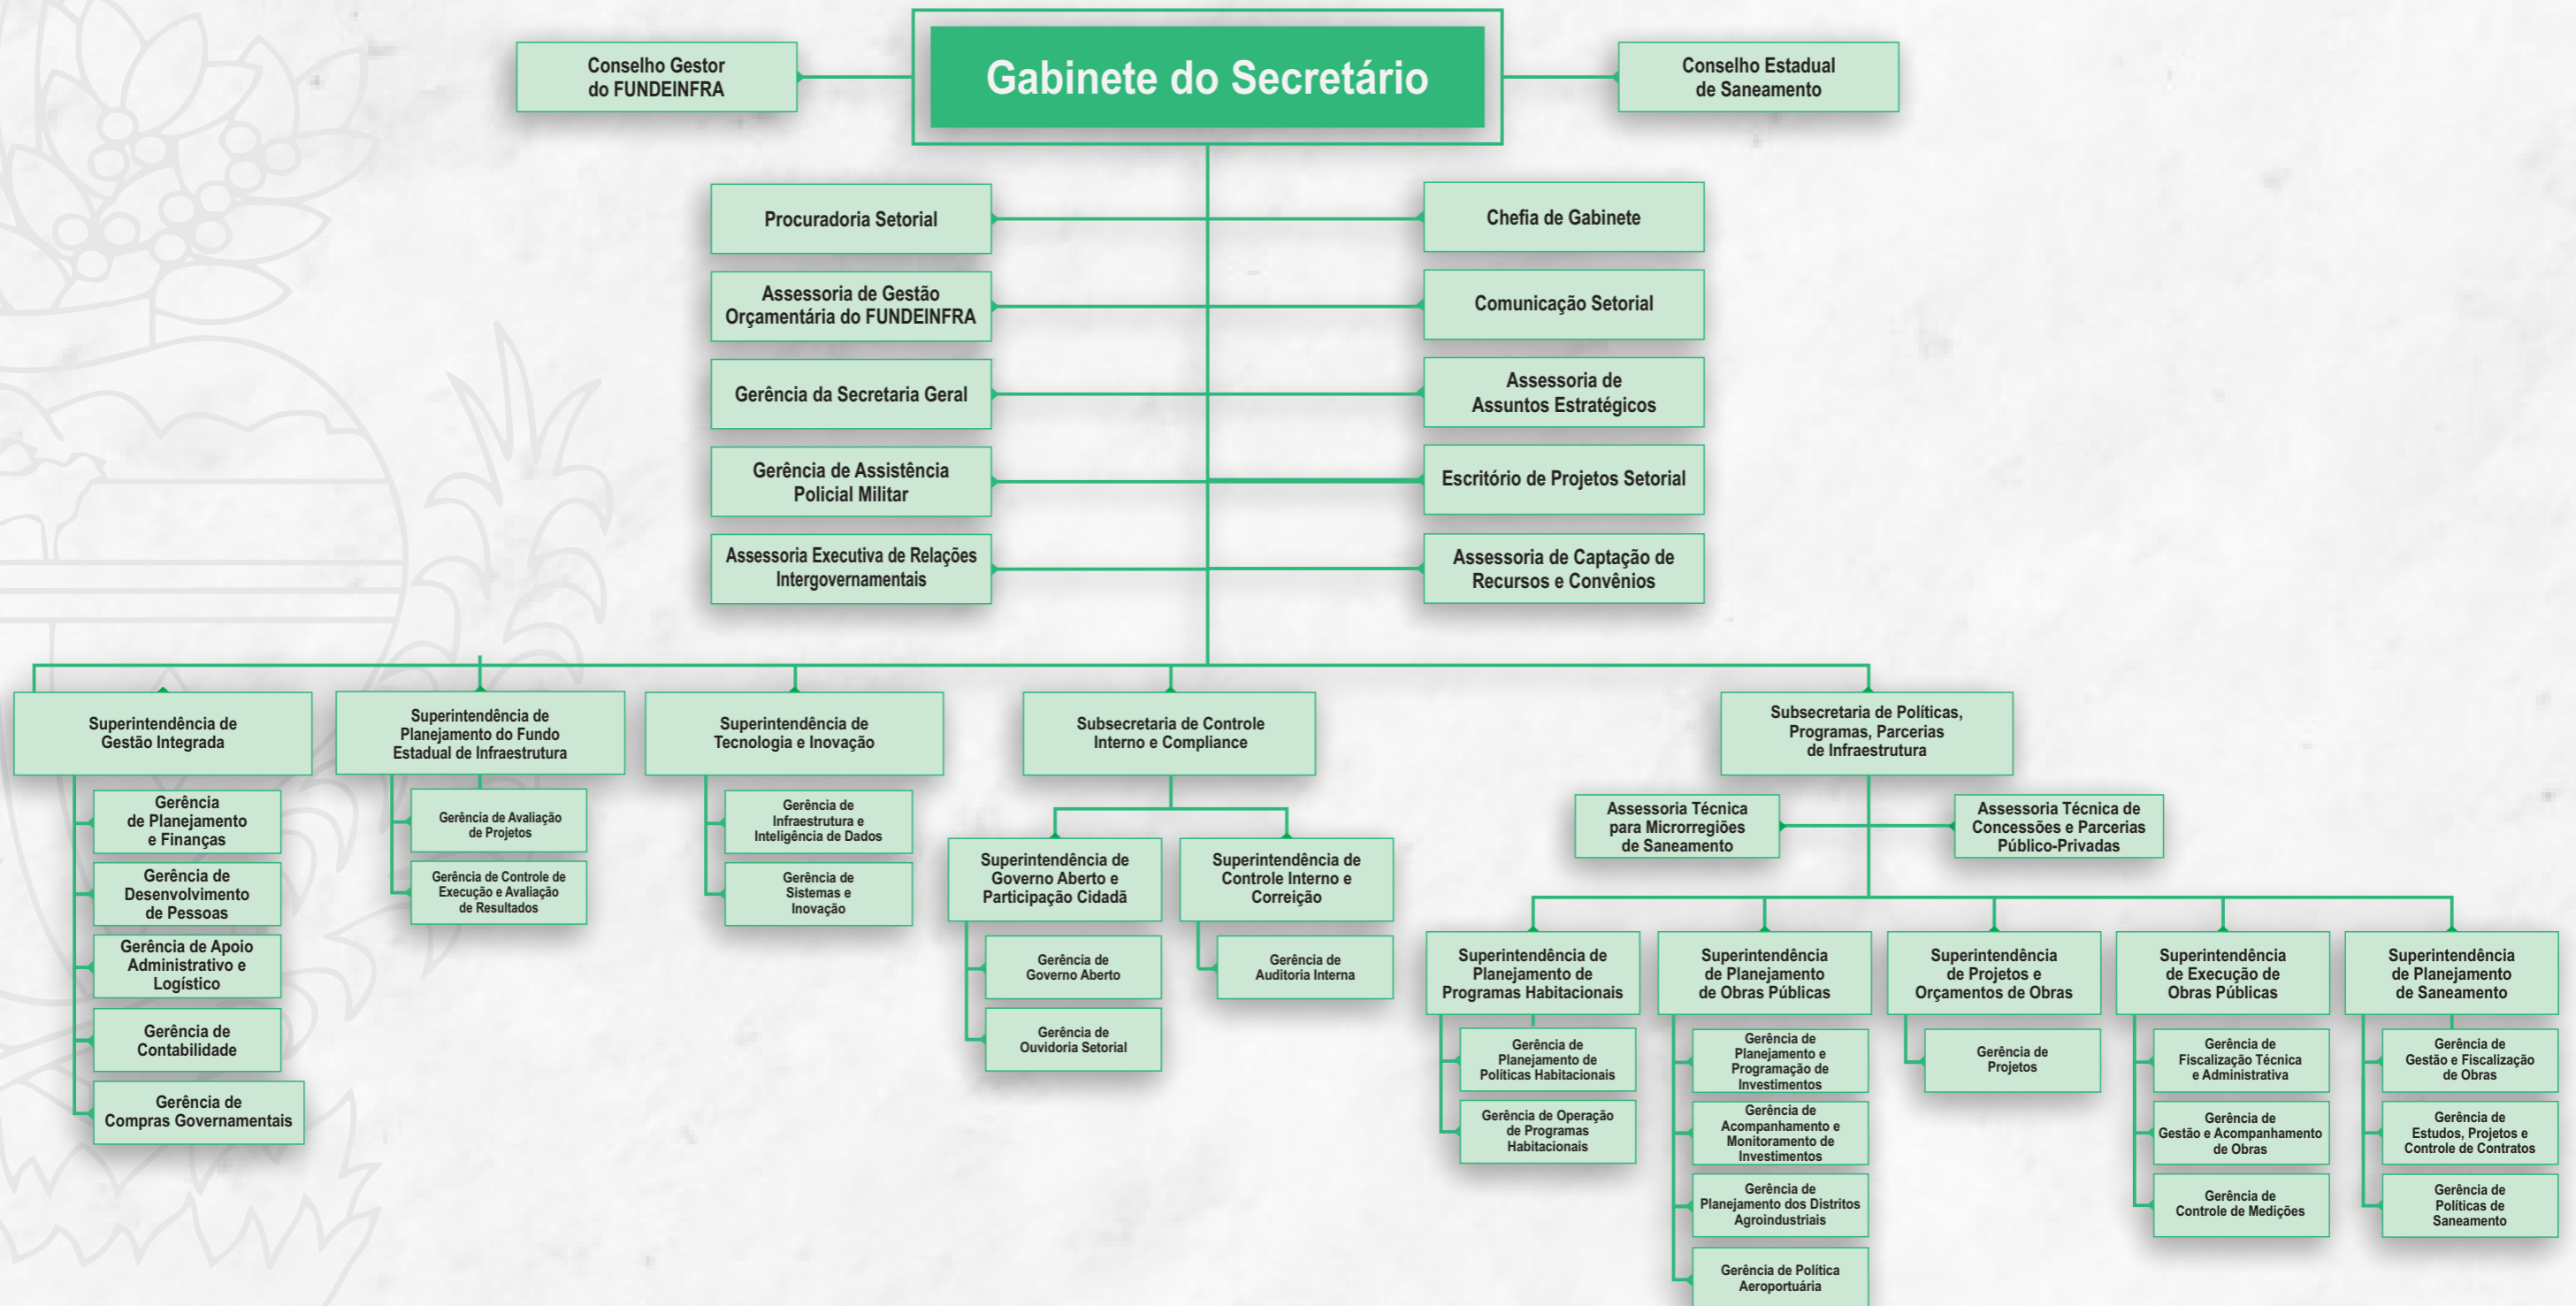 Conselho Gestor
do FUNDEINFRA
Gabinete do Secretário
Conselho Estadual
de Saneamento
Procuradoria Setorial
Chefia de Gabinete
Assessoria de Gestão
Orçamentária do FUNDEINFRA
Comunicação Setorial
Gerência da Secretaria Geral
Assessoria de
Assuntos Estratégicos
Gerência de Assistência
Policial Militar
Escritório de Projetos Setorial
Assessoria Executiva de Relações
Intergovernamentais
Assessoria de Captação de
Recursos e Convênios
Superintendência de
Gestão Integrada
Gerência
de Planejamento
e Finanças
Gerência de
Desenvolvimento
de Pessoas
Gerência de Apoio
Administrativo e
Logístico
Gerência de
Contabilidade
Gerência de
Compras Governamentais
Superintendência de
Planejamento do Fundo
Estadual de Infraestrutura
Gerência de Avaliação
de Projetos
Gerência de Controle de
Execução e Avaliação
de Resultados
Superintendência de
Tecnologia e Inovação
Gerência de
Infraestrutura e
Inteligência de Dados
Gerência de
Sistemas e
Inovação
Subsecretaria de Controle
Interno e Compliance
Superintendência de
Governo Aberto e
Participação Cidadã
Gerência de
Governo Aberto
Gerência de
Ouvidoria Setorial
Superintendência de
Controle Interno e
Correição
Gerência de
Auditoria Interna
Subsecretaria de Políticas,
Programas, Parcerias
de Infraestrutura
Assessoria Técnica
para Microrregiões
de Saneamento
Assessoria Técnica de
Concessões e Parcerias
Público-Privadas
Superintendência de
Planejamento de
Programas Habitacionais
Gerência de
Planejamento de
Políticas Habitacionais
Gerência de Operação
de Programas
Habitacionais
Superintendência
de Planejamento
de Obras Públicas
Gerência de
Planejamento e
Programação de
Investimentos
Gerência de
Acompanhamento e
Monitoramento de
Investimentos
Gerência de
Planejamento dos Distritos
Agroindustriais
Gerência de Política
Aeroportuária
Superintendência
de Projetos e
Orçamentos de Obras
Gerência de
Projetos
Superintendência
de Execução de
Obras Públicas
Gerência de
Fiscalização Técnica
e Administrativa
Gerência de
Gestão e Acompanhamento
de Obras
Gerência de
Controle de Medições
Superintendência
de Planejamento
de Saneamento
Gerência de
Gestão e Fiscalização
de Obras
Gerência de
Estudos, Projetos e
Controle de Contratos
Gerência de
Políticas de
Saneamento